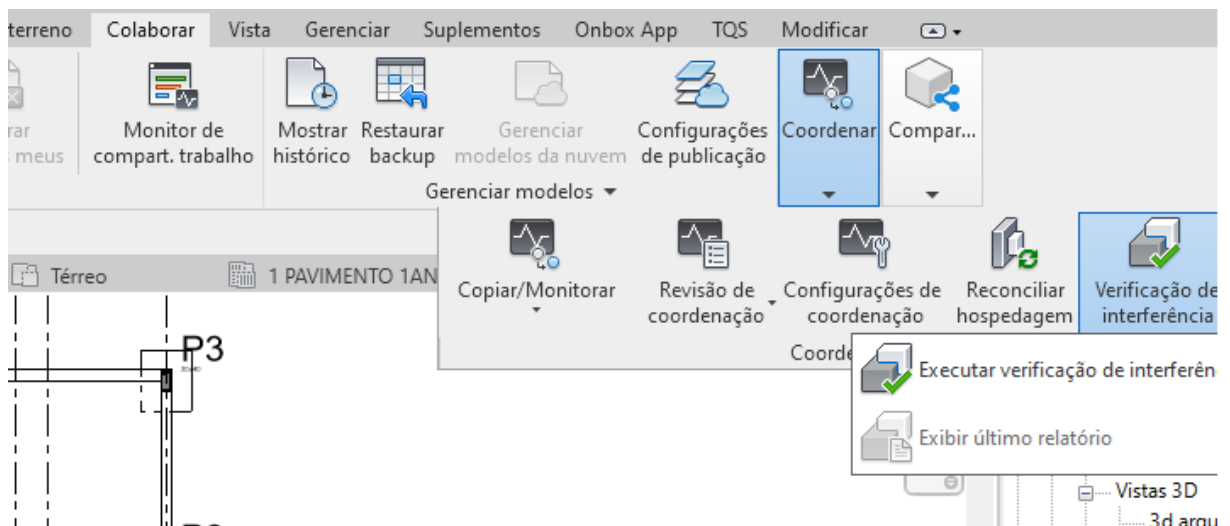 terreno Colaborar Vista Gerenciar Suplementos Onbox App TQS Modificar
Monitor de
compart. trabalho
Mostrar
histórico
Restaurar
backup
Gerenciar
modelos da nuvem
Configurações
de publicação
Coordenar
Compar...
rar
s meus
Gerenciar modelos
Copiar/Monitorar
Revisão de
coordenação
Configurações de
coordenação
Reconciliar
hospedagem
Verificação de
interferência
Térreo
1 PAVIMENTO 1AN
Coorde
P3
Executar verificação de interferên
Exibir último relatório
Vistas 3D
3d arqu